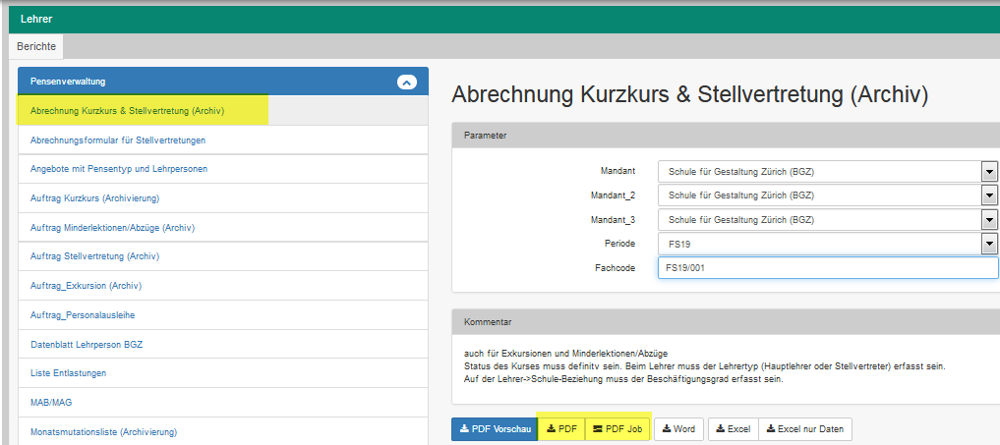 Lehrer
Berichte
Pensenverwaltung
Abrechnung Kurzkurs & Stellvertretung (Archiv)
Abrechnungsformular für Stellvertretungen
Angebote mit Pensentyp und Lehrpersonen
Auftrag Kurzkurs (Archivierung)
Auftrag Minderlektionen/Abzüge (Archiv)
Auftrag Stellvertretung (Archiv)
Auftrag_Exkursion (Archiv)
Auftrag_Personalausleihe
Datenblatt Lehrperson BGZ
Liste Entlastungen
MAB/MAG
Monatsmutationsliste (Archivierung)
Abrechnung Kurzkurs & Stellvertretung (Archiv)
Parameter
Mandant Schule für Gestaltung Zürich (BGZ)
Mandant_2 Schule für Gestaltung Zürich (BGZ)
Mandant_3 Schule für Gestaltung Zürich (BGZ)
Periode FS19
Fachcode FS19/001
Kommentar
auch für Exkursionen und Minderlektionen/Abzüge
Status des Kurses muss definitv sein. Beim Lehrer muss der Lehrertyp (Hauptlehrer oder Stellvertreter) erfasst sein.
Auf der Lehrer->Schule-Beziehung muss der Beschäftigungsgrad erfasst sein.
PDF Vorschau PDF PDF Job Word Excel Excel nur Daten